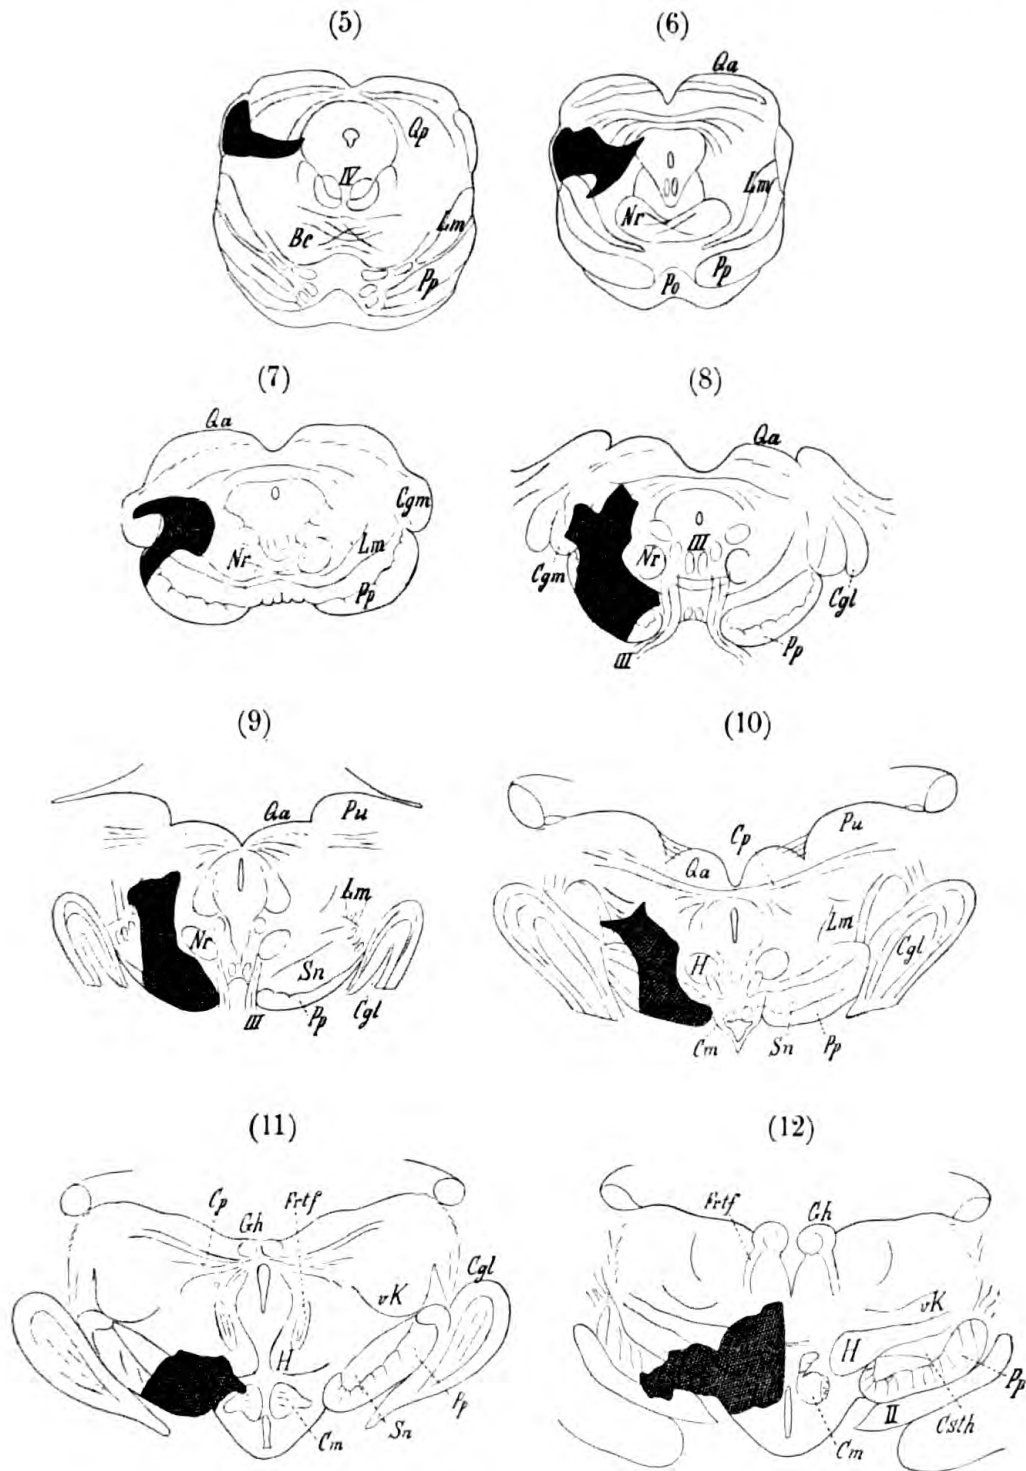 (5) (6)
Qa
Qp
IV
Lm
Bc
Pp
Lm
Nr
Po
Pp
(7) (8)
Qa
Cgm
Nr
Lm
Pp
Qa
III
Nr
Cgm
Cgl
Pp
III
(9) (10)
Qa Pu
Lm
Nr
Sn
III
Pp
Cgl
Cp
Pu
Qa
Lm
Cgl
H
Cm Sn Pp
(11) (12)
Cp
Gh
Frtf
Cgl
vK
H
Pp
Cm
Sn
Frtf
Gh
vK
H
Pp
II
Csth
Cm